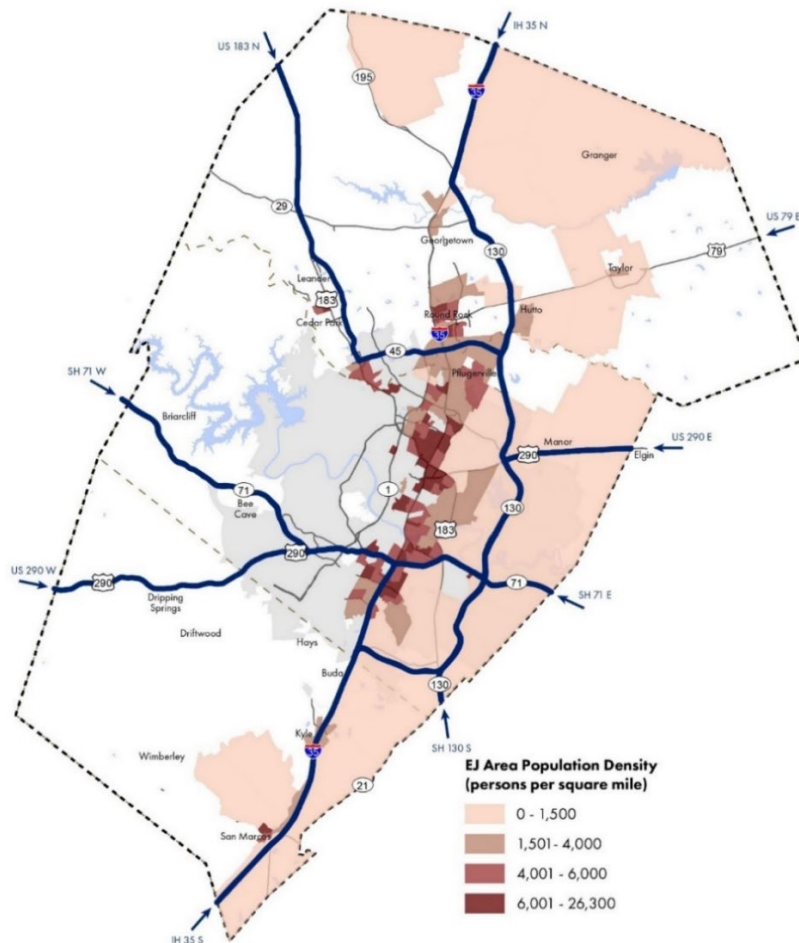 IH 35 N
US 183 N
195
35
Granger
29
US 79 E
79
130
Georgetown
Taylor
Leander
183
Cedar Park
Round Rock
Hutto
35
45
SH 71 W
Pflugerville
Briarcliff
Manor
US 290 E
290
Elgin
71
1
130
Bee
Cave
183
290
US 290 W
290
71
Dripping
Springs
SH 71 E
Driftwood
Hays
Buda
130
Kyle
SH 130 S
35
Wimberley
21
San Marcos
IH 35 S
EJ Area Population Density
(persons per square mile)
0 - 1,500
1,501 - 4,000
4,001 - 6,000
6,001 - 26,300